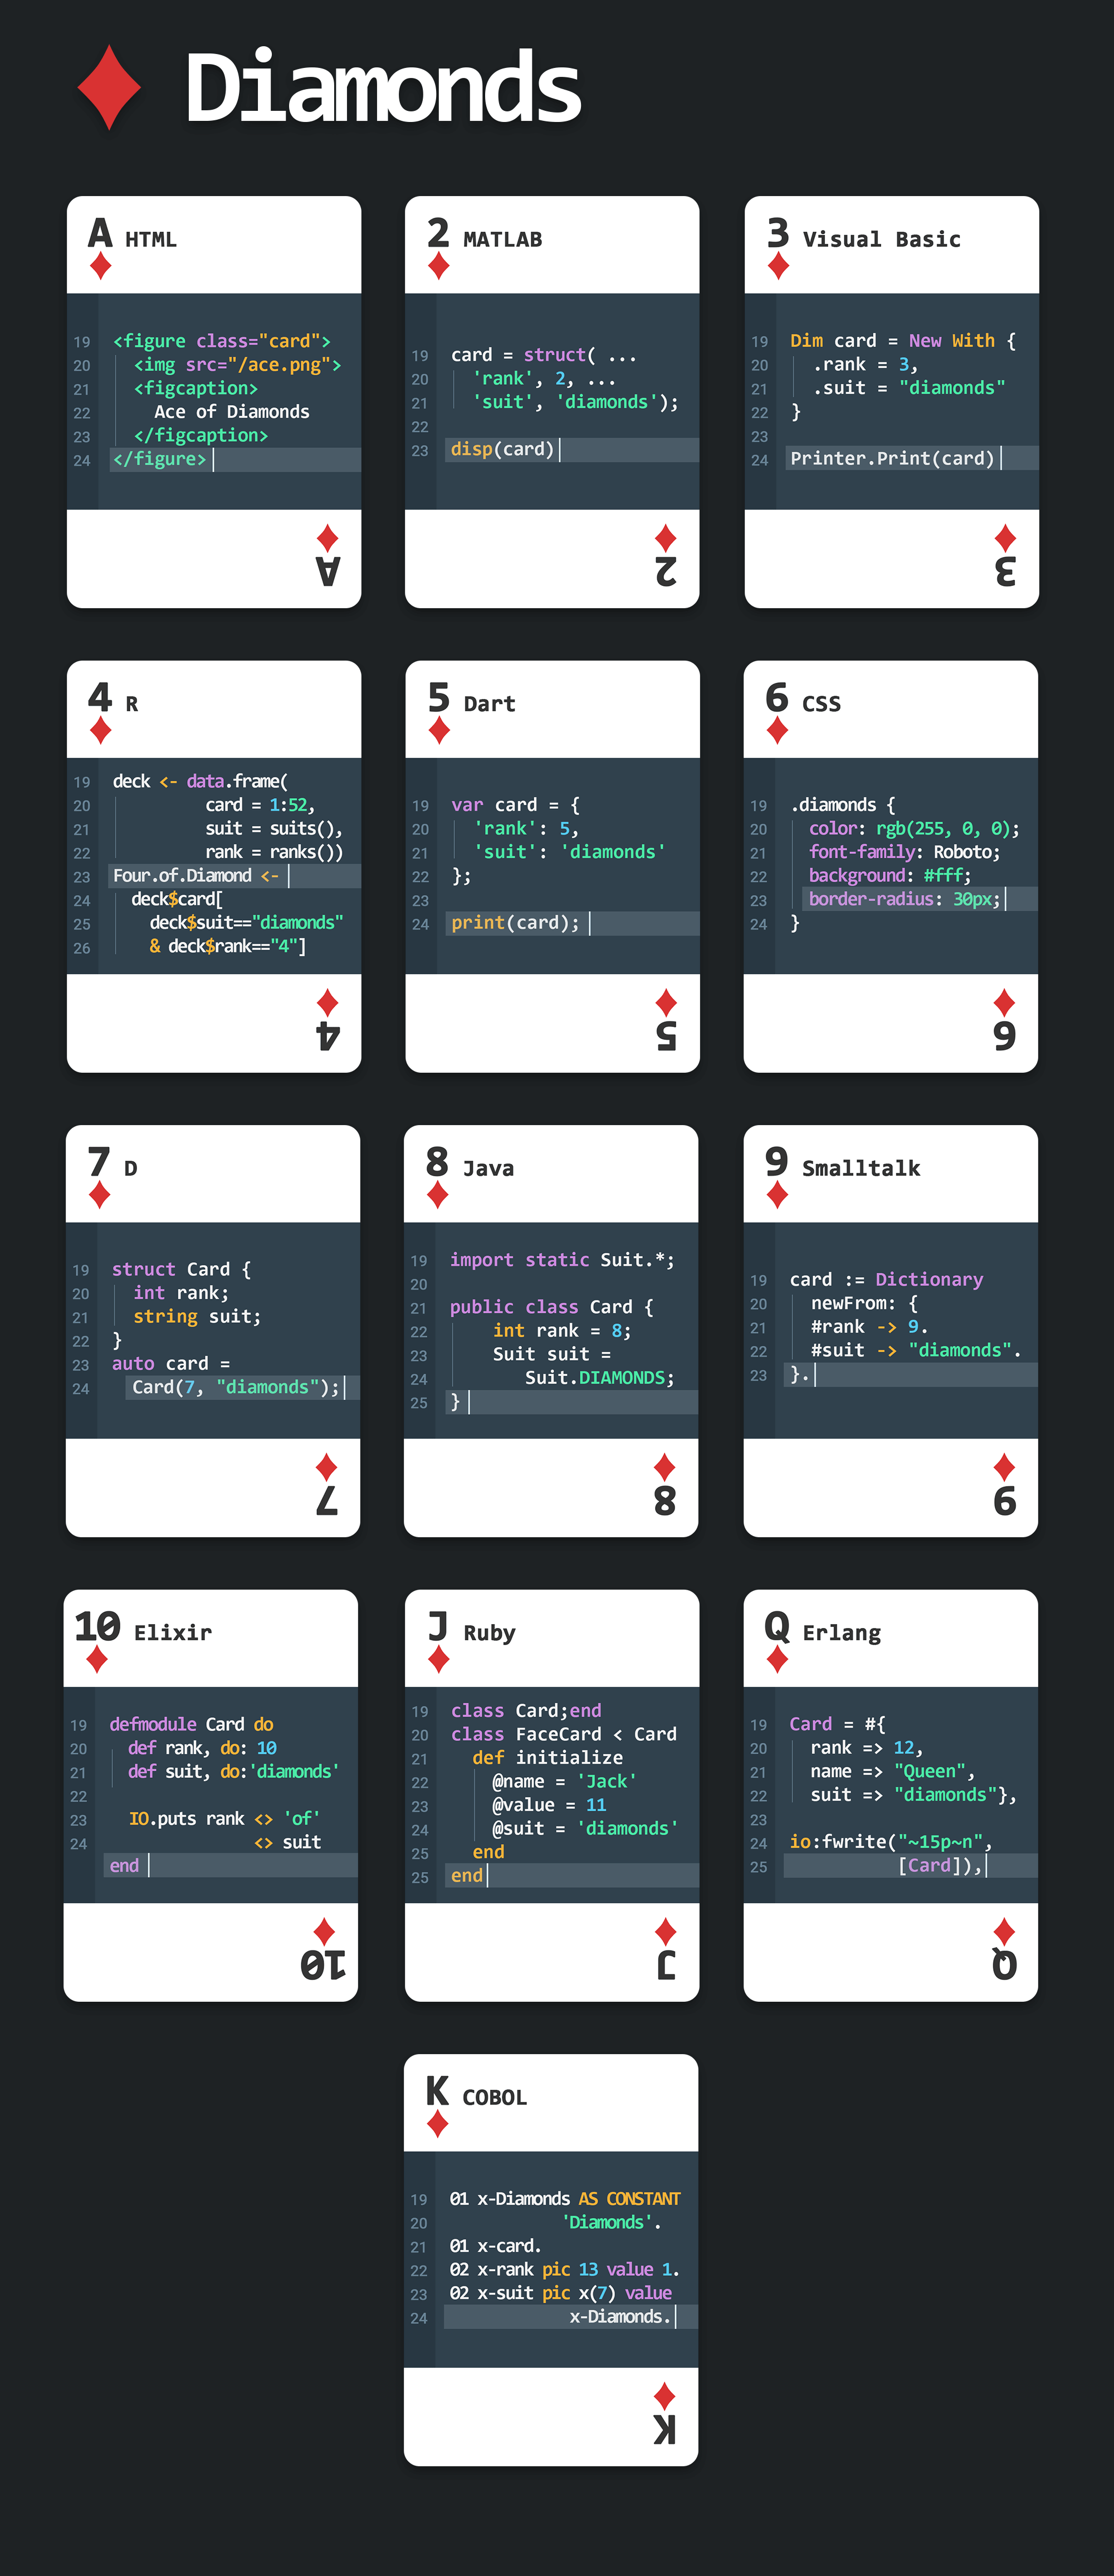 Diamonds
A HTML
19 <figure class="card">
20   <img src="/ace.png">
21   <figcaption>
22     Ace of Diamonds
23   </figcaption>
24 </figure>
A
2 MATLAB
19 card = struct( ...
20   'rank', 2, ...
21   'suit', 'diamonds');
22
23 disp(card)
2
3 Visual Basic
19 Dim card = New With {
20   .rank = 3,
21   .suit = "diamonds"
22 }
23
24 Printer.Print(card)
3
4 R
19 deck <- data.frame(
20           card = 1:52,
21           suit = suits(),
22           rank = ranks())
23 Four.of.Diamond <-
24   deck$card[
25     deck$suit=="diamonds"
26     & deck$rank=="4"]
4
5 Dart
19 var card = {
20   'rank': 5,
21   'suit': 'diamonds'
22 };
23
24 print(card);
5
6 CSS
19 .diamonds {
20   color: rgb(255, 0, 0);
21   font-family: Roboto;
22   background: #fff;
23   border-radius: 30px;
24 }
6
7 D
19 struct Card {
20   int rank;
21   string suit;
22 }
23 auto card =
24   Card(7, "diamonds");
7
8 Java
19 import static Suit.*;
20
21 public class Card {
22     int rank = 8;
23     Suit suit =
24        Suit.DIAMONDS;
25 }
8
9 Smalltalk
19 card := Dictionary
20   newFrom: {
21   #rank -> 9.
22   #suit -> "diamonds".
23 }.
9
10 Elixir
19 defmodule Card do
20   def rank, do: 10
21   def suit, do:'diamonds'
22
23   IO.puts rank <> 'of'
24                <> suit
end
10
J Ruby
19 class Card;end
20 class FaceCard < Card
21   def initialize
22     @name = 'Jack'
23     @value = 11
24     @suit = 'diamonds'
25   end
25 end
J
Q Erlang
19 Card = #{
20   rank => 12,
21   name => "Queen",
22   suit => "diamonds"},
23
24 io:fwrite("~15p~n",
25           [Card]),
Q
K COBOL
19 01 x-Diamonds AS CONSTANT
20             'Diamonds'.
21 01 x-card.
22 02 x-rank pic 13 value 1.
23 02 x-suit pic x(7) value
24              x-Diamonds.
K